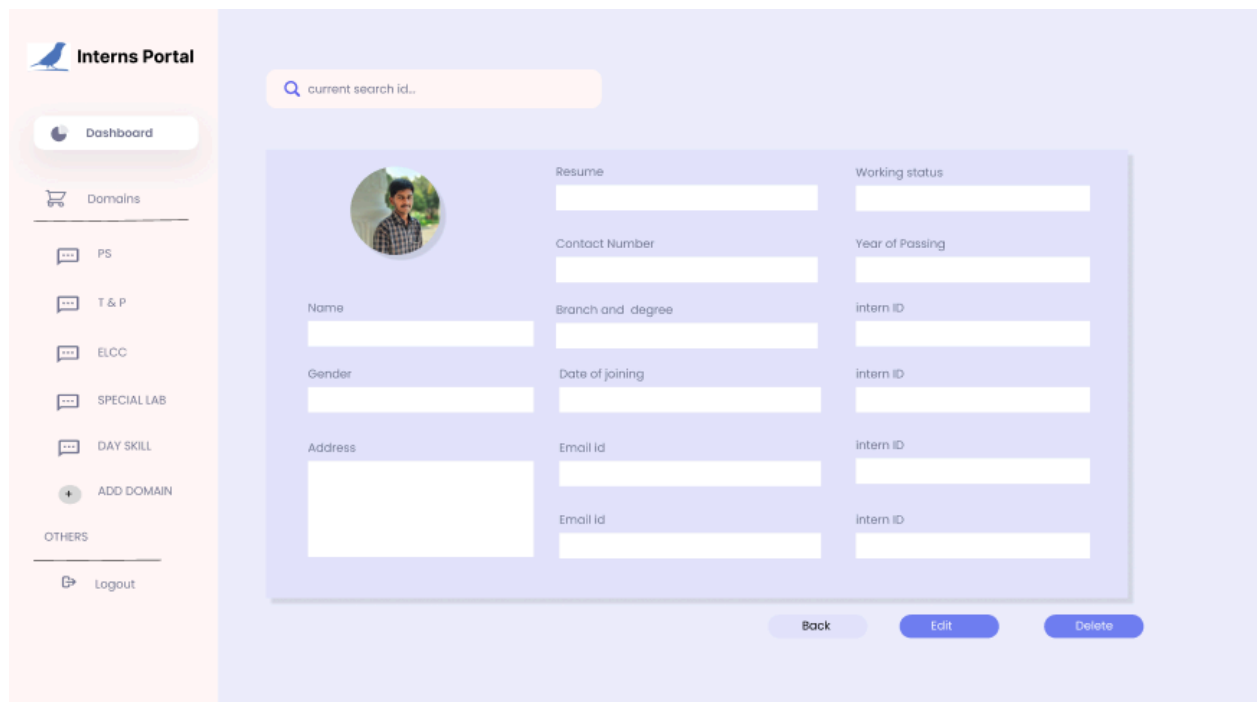 Interns Portal
current search id...
Dashboard
Domains
PS
T & P
ELCC
SPECIAL LAB
DAY SKILL
+ ADD DOMAIN
OTHERS
Logout
Name
Gender
Address
Resume
Contact Number
Branch and degree
Date of joining
Email id
Email id
Working status
Year of Passing
intern ID
intern ID
intern ID
intern ID
Back
Edit
Delete